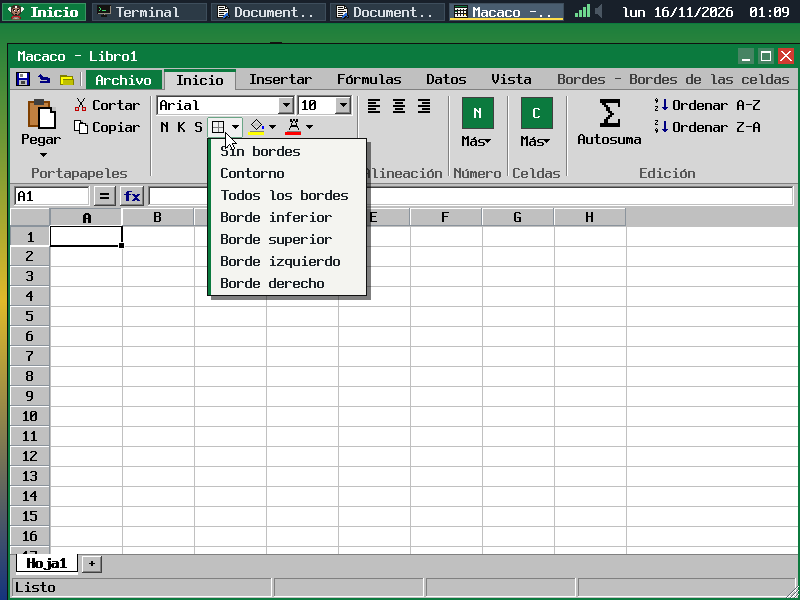 Inicio Terminal Document.. Document.. Macaco -.. lun 16/11/2026 01:09
Macaco - Libro1
Archivo Inicio Insertar Fórmulas Datos Vista Bordes - Bordes de las celdas
Pegar Cortar Copiar Portapapeles
Arial 10
N K S
N Más Número
C Más Celdas
Autosuma Ordenar A-Z Ordenar Z-A Edición
lineación
Sin bordes
Contorno
Todos los bordes
Borde inferior
Borde superior
Borde izquierdo
Borde derecho
A1 = fx
A B E F G H
1
2
3
4
5
6
7
8
9
10
11
12
13
14
15
16
17
Hoja1 +
Listo